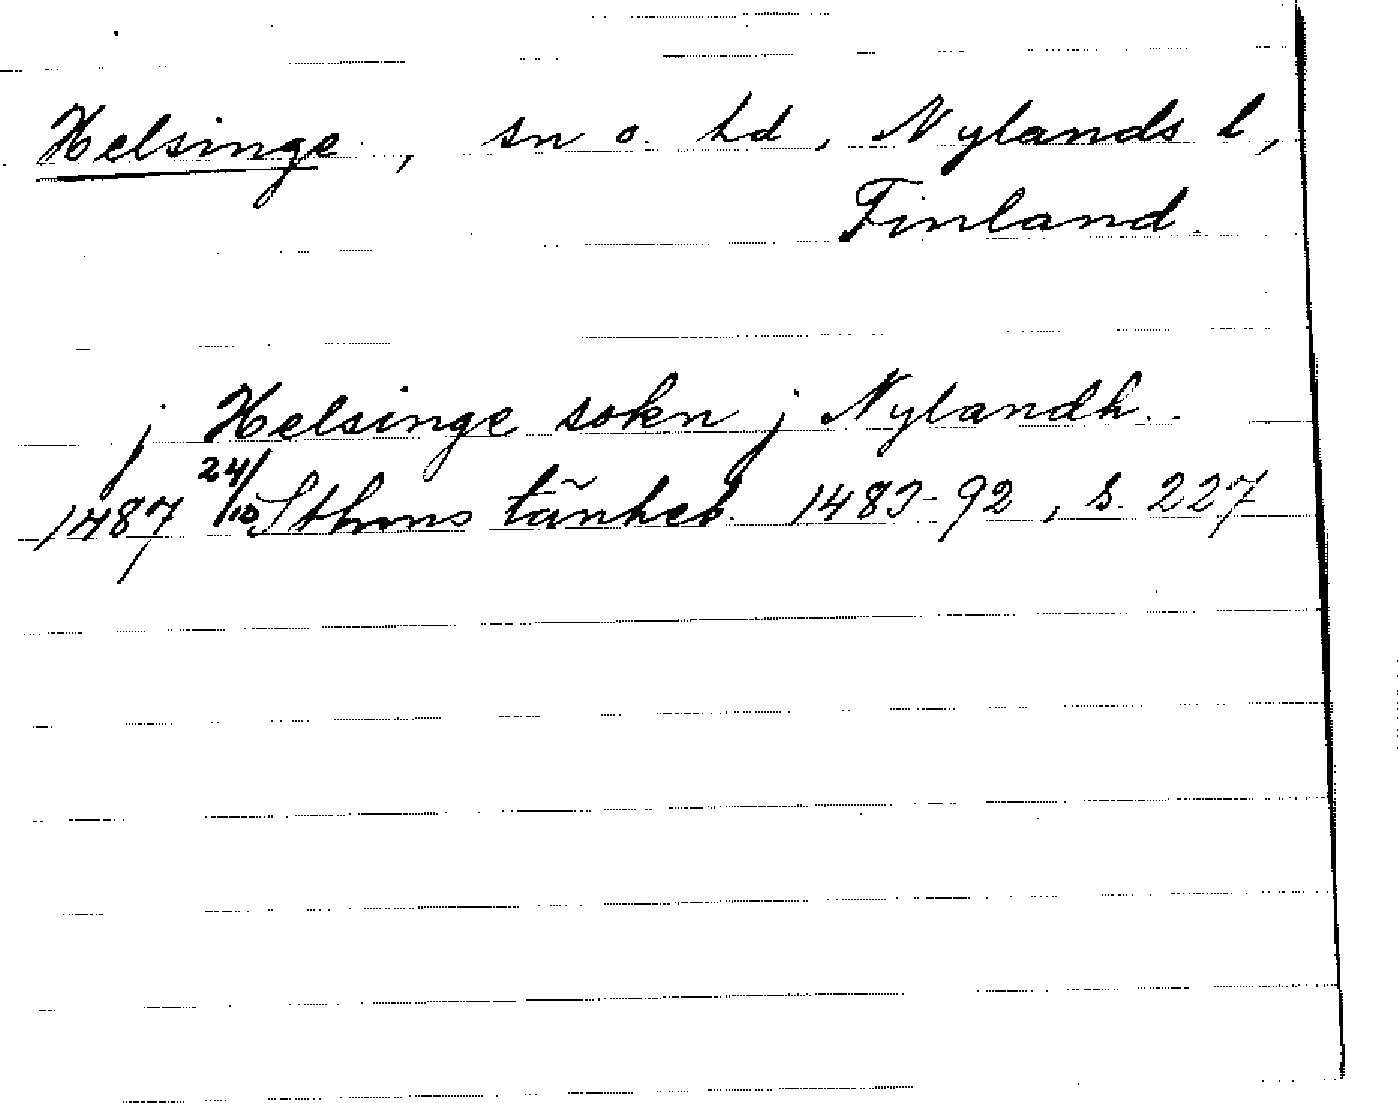 Helsinge, sn o. hd, Nylands l,
Finland.
j Helsinge sokn j Nylandh.
1487 24/10 Sthms tänkeb. 1483-92, s. 227